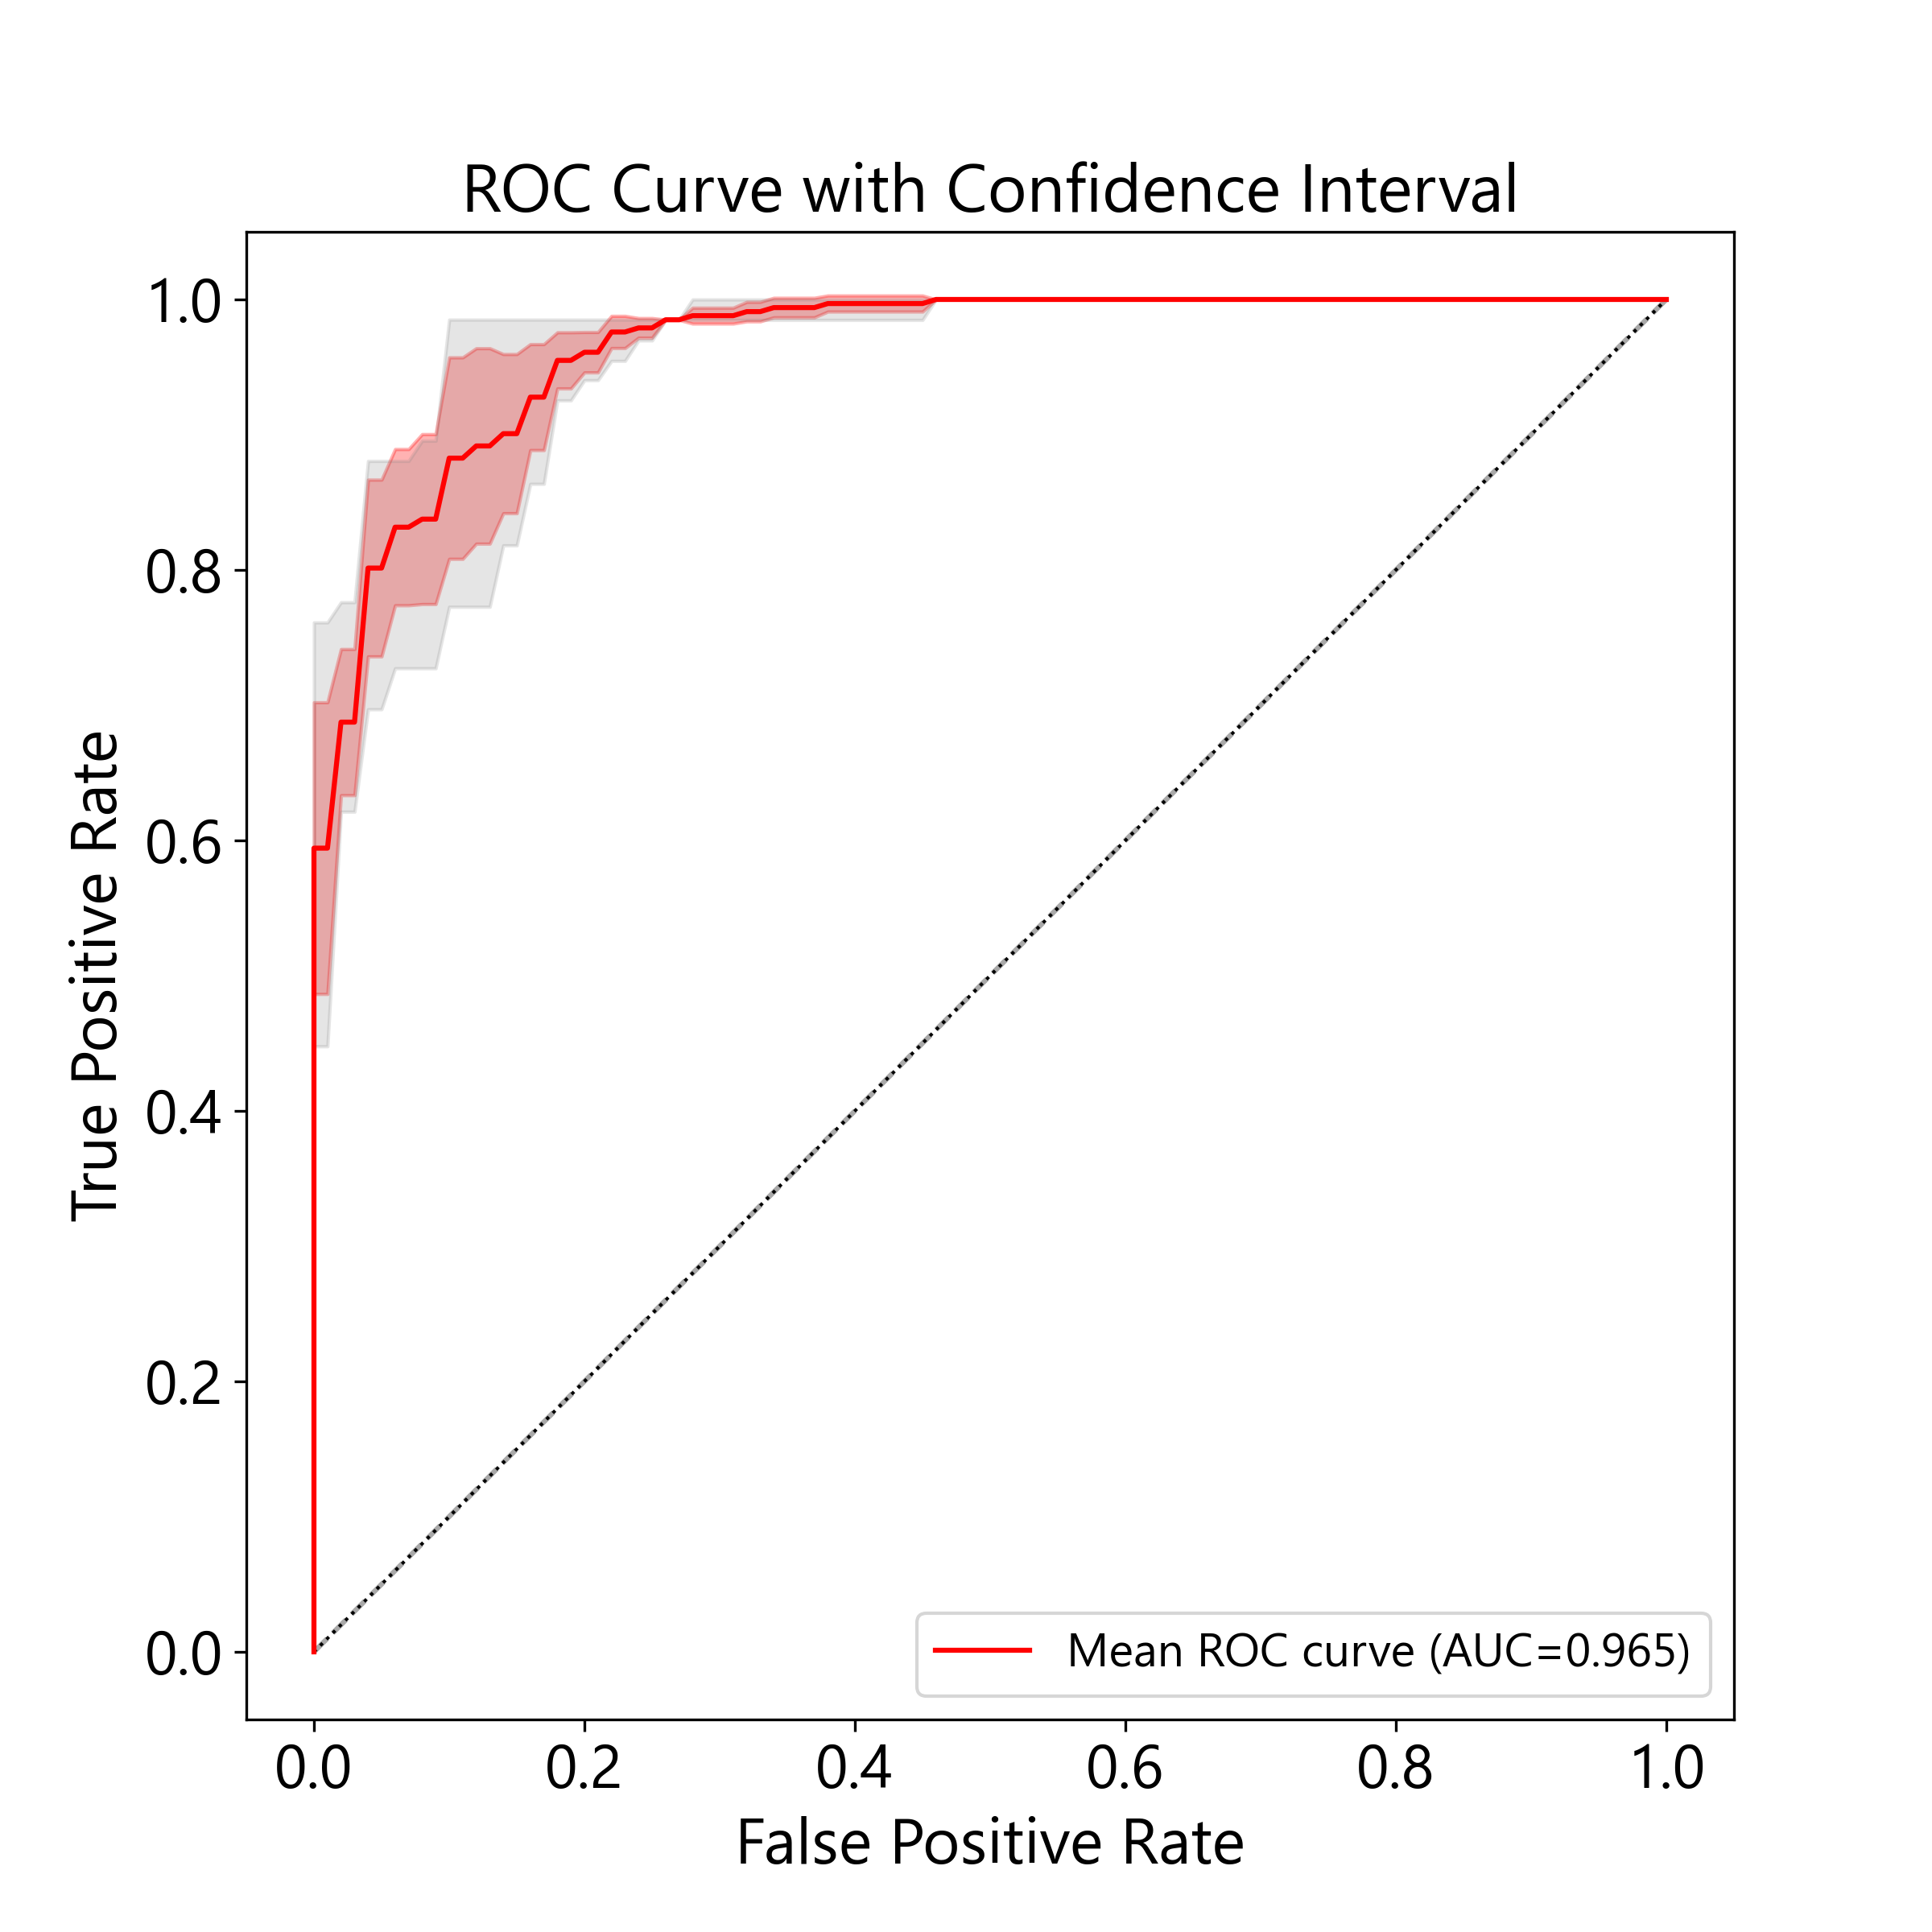 ROC Curve with Confidence Interval
True Positive Rate
1.0
0.8
0.6
0.4
0.2
0.0
Mean ROC curve (AUC=0.965)
0.0 0.2 0.4 0.6 0.8 1.0
False Positive Rate